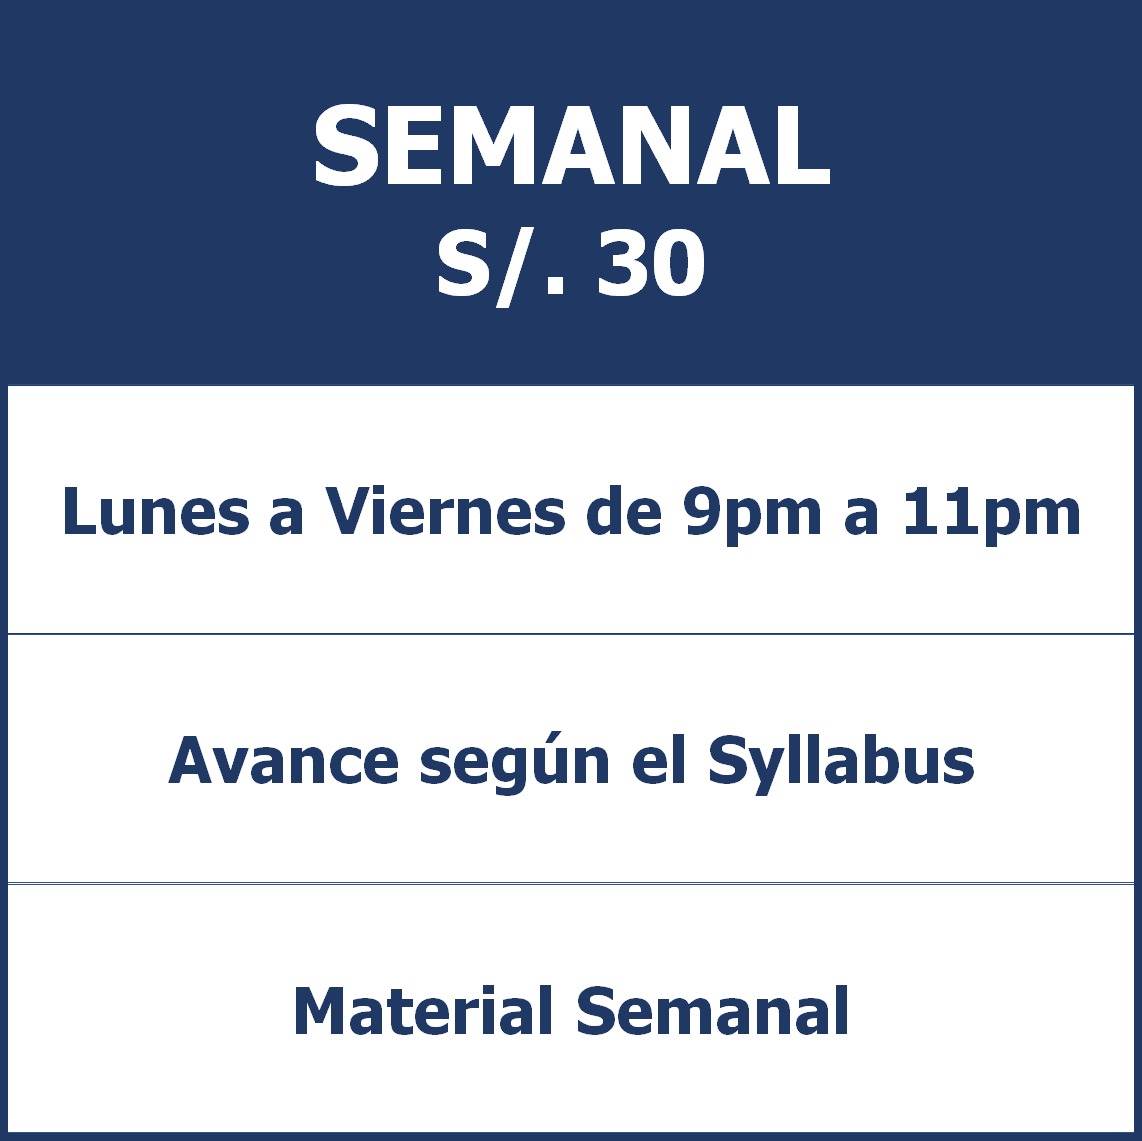 SEMANAL
S/. 30
Lunes a Viernes de 9pm a 11pm
Avance según el Syllabus
Material Semanal